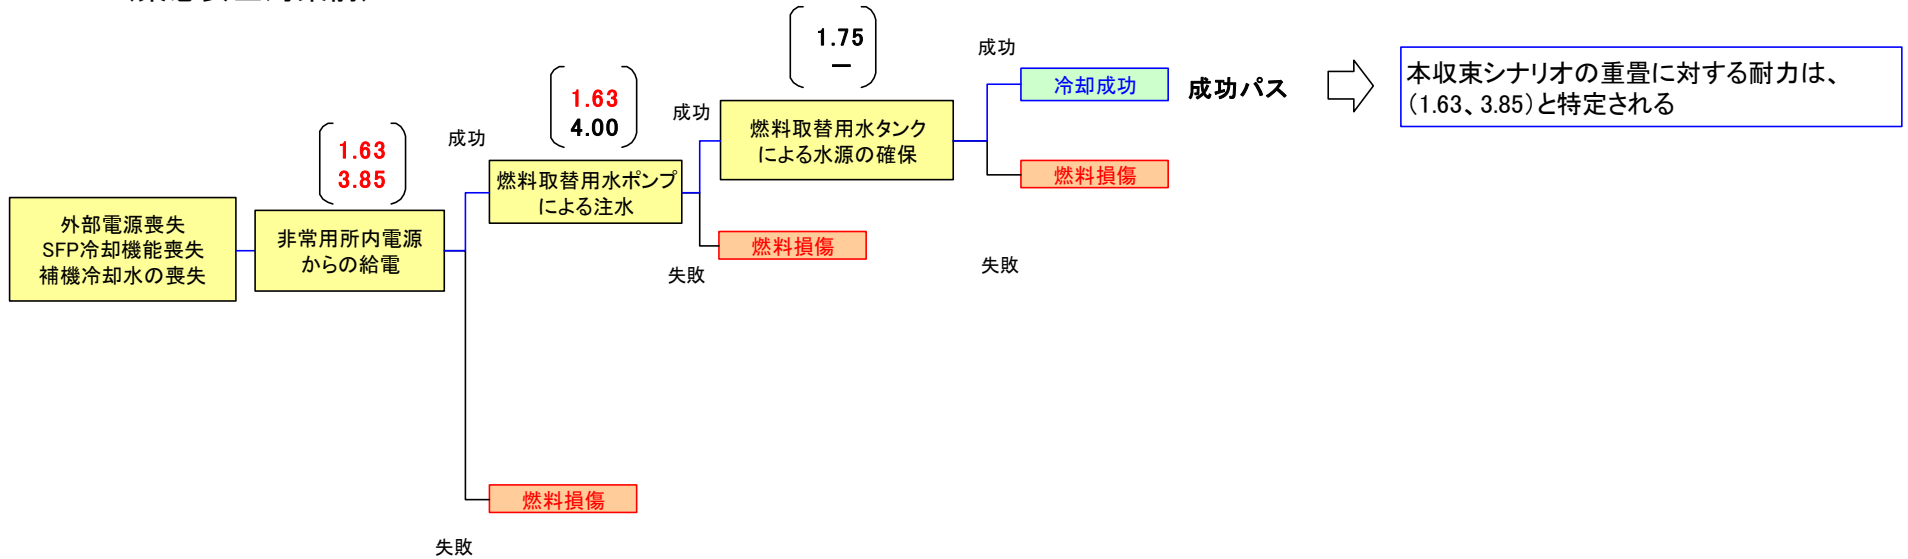 1.75
—
成功
冷却成功
成功パス
本収束シナリオの重畳に対する耐力は、
(1.63、3.85)と特定される
1.63
4.00
成功
燃料取替用水タンク
による水源の確保
燃料損傷
1.63
3.85
成功
燃料取替用水ポンプ
による注水
燃料損傷
失敗
失敗
外部電源喪失
SFP冷却機能喪失
補機冷却水の喪失
非常用所内電源
からの給電
燃料損傷
失敗